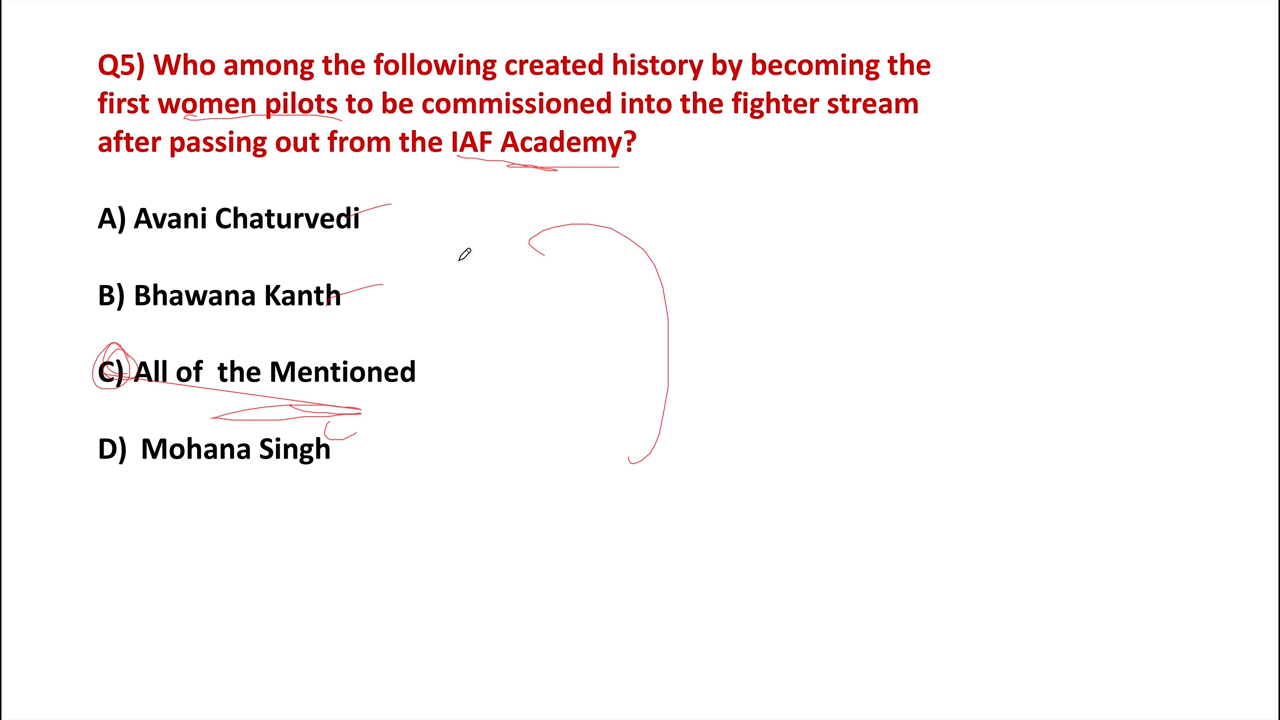 Q5) Who among the following created history by becoming the
first women pilots to be commissioned into the fighter stream
after passing out from the IAF Academy?
A) Avani Chaturvedi
B) Bhawana Kanth
C) All of the Mentioned
D) Mohana Singh